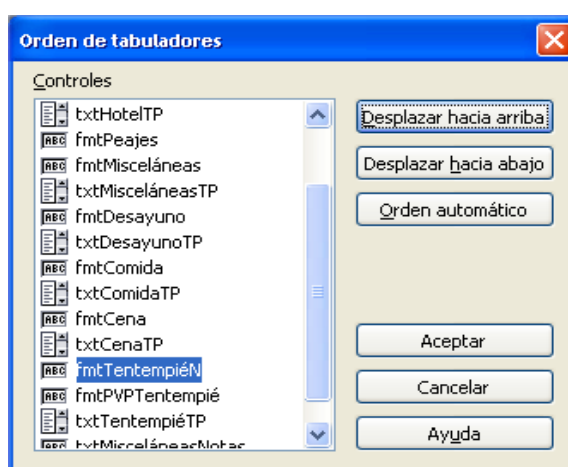 Orden de tabuladores
Controles
txtHotelTP
fmtPeajes
fmtMisceláneas
txtMisceláneasTP
fmtDesayuno
txtDesayunoTP
fmtComida
txtComidaTP
fmtCena
txtCenaTP
fmtTentempiéN
fmtPVPTentempié
txtTentempiéTP
txtMisceláneasNotas
Desplazar hacia arriba
Desplazar hacia abajo
Orden automático
Aceptar
Cancelar
Ayuda